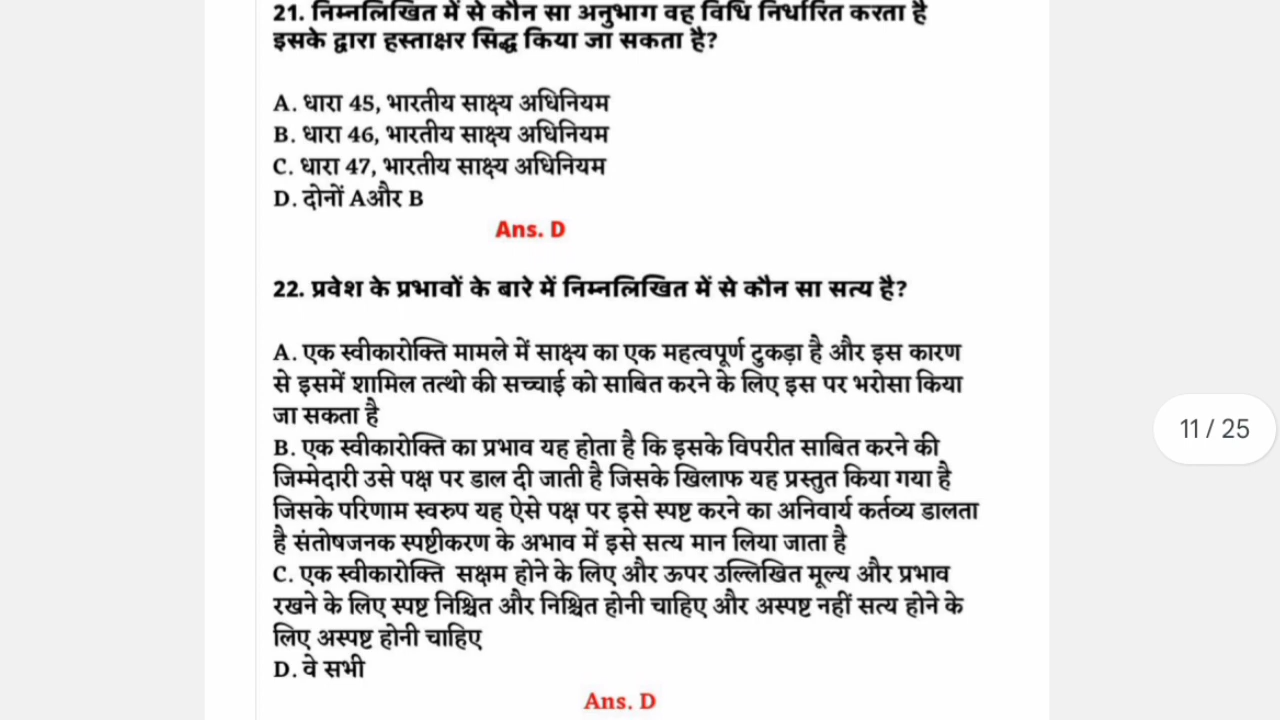 21. निम्नलिखित में से कौन सा अनुभाग वह विधि निर्धारित करता है
इसके द्वारा हस्ताक्षर सिद्ध किया जा सकता है?
A. धारा 45, भारतीय साक्ष्य अधिनियम
B. धारा 46, भारतीय साक्ष्य अधिनियम
C. धारा 47, भारतीय साक्ष्य अधिनियम
D. दोनों Aऔर B
Ans. D
22. प्रवेश के प्रभावों के बारे में निम्नलिखित में से कौन सा सत्य है?
A. एक स्वीकारोक्ति मामले में साक्ष्य का एक महत्वपूर्ण टुकड़ा है और इस कारण
से इसमें शामिल तत्थो की सच्चाई को साबित करने के लिए इस पर भरोसा किया
जा सकता है
B. एक स्वीकारोक्ति का प्रभाव यह होता है कि इसके विपरीत साबित करने की
जिम्मेदारी उसे पक्ष पर डाल दी जाती है जिसके खिलाफ यह प्रस्तुत किया गया है
जिसके परिणाम स्वरुप यह ऐसे पक्ष पर इसे स्पष्ट करने का अनिवार्य कर्तव्य डालता
है संतोषजनक स्पष्टीकरण के अभाव में इसे सत्य मान लिया जाता है
C. एक स्वीकारोक्ति सक्षम होने के लिए और ऊपर उल्लिखित मूल्य और प्रभाव
रखने के लिए स्पष्ट निश्चित और निश्चित होनी चाहिए और अस्पष्ट नहीं सत्य होने के
लिए अस्पष्ट होनी चाहिए
D. वे सभी
Ans. D
11 / 25